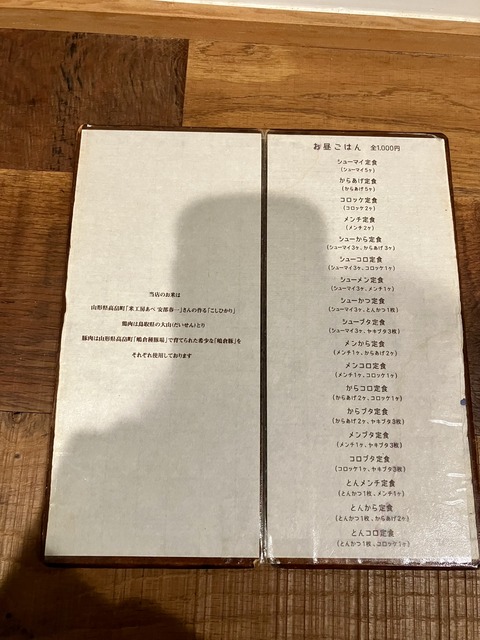 当店のお米は
山形県高畠町「米工房あべ 安部春一」さんの作る「こしひかり」
鶏肉は鳥取県の大山(だいせん)とり
豚肉は山形県高畠町「嶋倉種豚場」で育てられた希少な「嶋倉豚」を
それぞれ使用しております
お昼ごはん 全1,000円
シューマイ定食
(シューマイ5ヶ)
からあげ定食
(からあげ5ヶ)
コロッケ定食
(コロッケ2ヶ)
メンチ定食
(メンチ2ヶ)
シューから定食
(シューマイ3ヶ、からあげ3ヶ)
シューコロ定食
(シューマイ3ヶ、コロッケ1ヶ)
シューメン定食
(シューマイ3ヶ、メンチ1ヶ)
シューかつ定食
(シューマイ3ヶ、とんかつ1枚)
シューブタ定食
(シューマイ3ヶ、ヤキブタ3枚)
メンから定食
(メンチ1ヶ、からあげ2ヶ)
メンコロ定食
(メンチ1ヶ、コロッケ1ヶ)
からコロ定食
(からあげ2ヶ、コロッケ1ヶ)
からブタ定食
(からあげ2ヶ、ヤキブタ3枚)
メンブタ定食
(メンチ1ヶ、ヤキブタ3枚)
コロブタ定食
(コロッケ1ヶ、ヤキブタ3枚)
とんメンチ定食
(とんかつ1枚、メンチ1ヶ)
とんから定食
(とんかつ1枚、からあげ2ヶ)
とんコロ定食
(とんかつ1枚、コロッケ1ヶ)